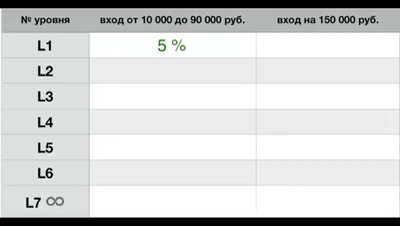 № уровня вход от 10 000 до 90 000 руб. вход на 150 000 руб.
L1 5 %
L2
L3
L4
L5
L6
L7 ∞